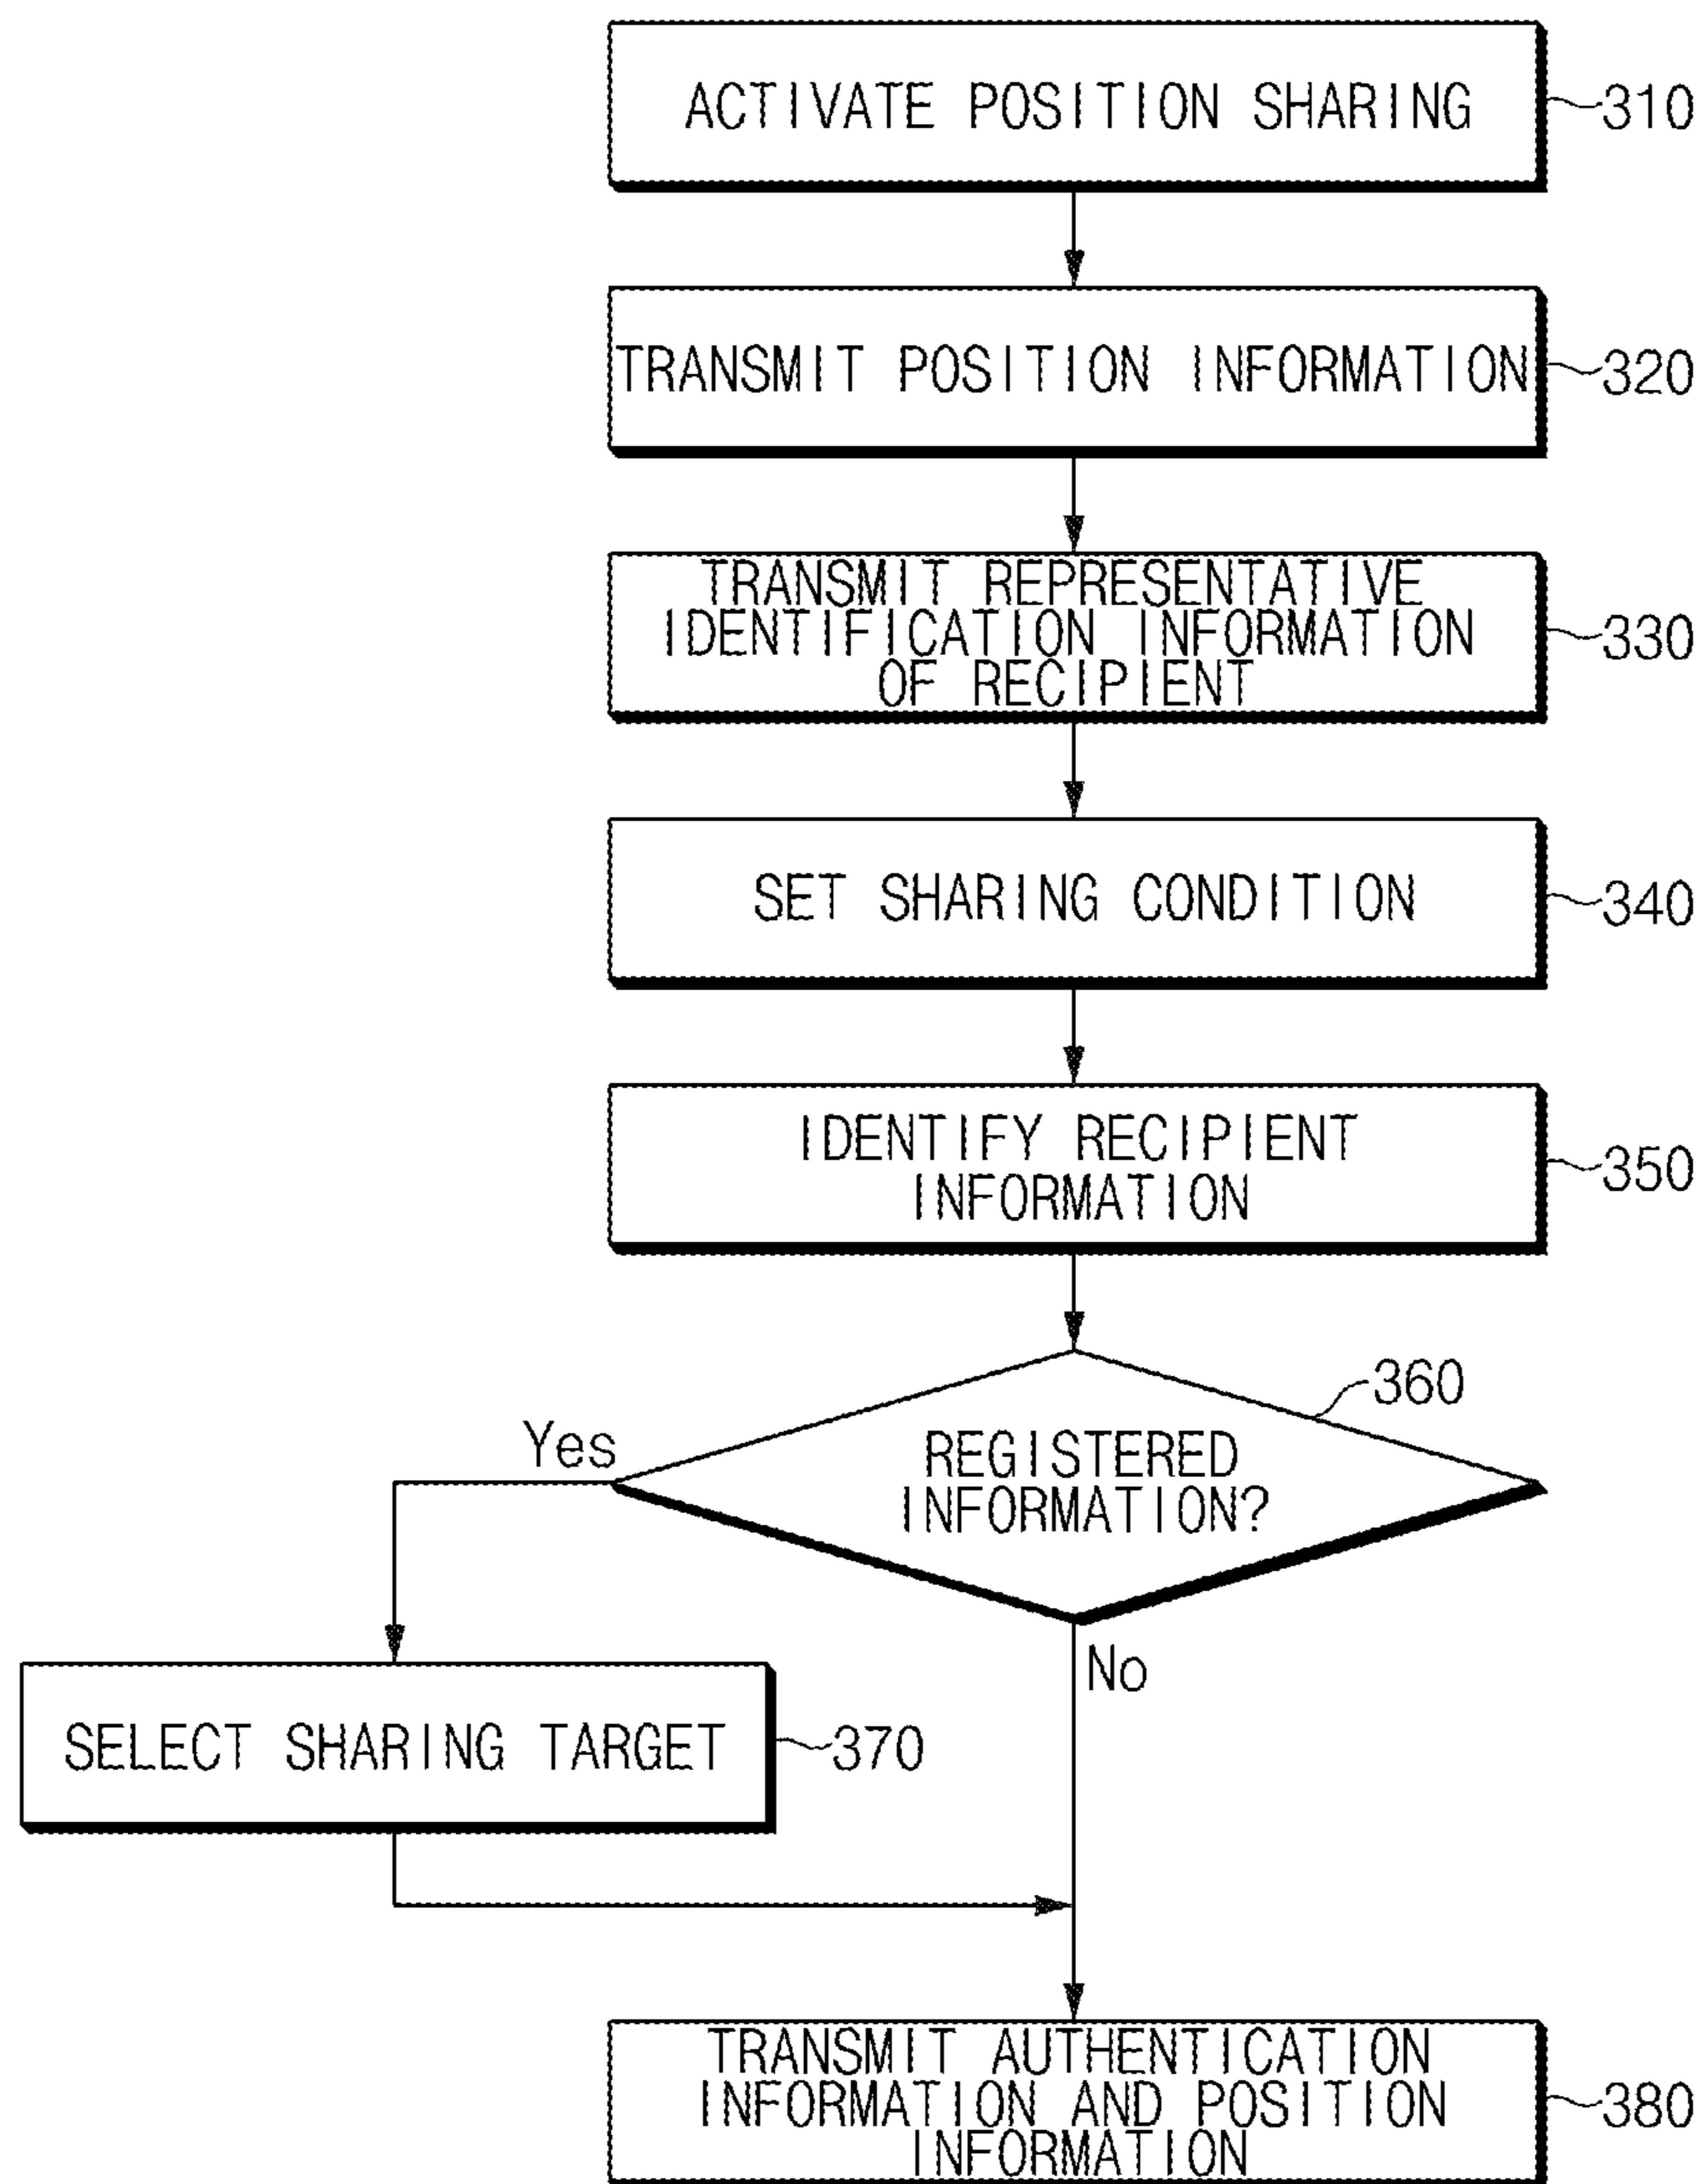 ACTIVATE POSITION SHARING
310
TRANSMIT POSITION INFORMATION
320
TRANSMIT REPRESENTATIVE
IDENTIFICATION INFORMATION
OF RECIPIENT
330
SET SHARING CONDITION
340
IDENTIFY RECIPIENT
INFORMATION
350
360
Yes
REGISTERED
INFORMATION?
No
SELECT SHARING TARGET
370
TRANSMIT AUTHENTICATION
INFORMATION AND POSITION
INFORMATION
380